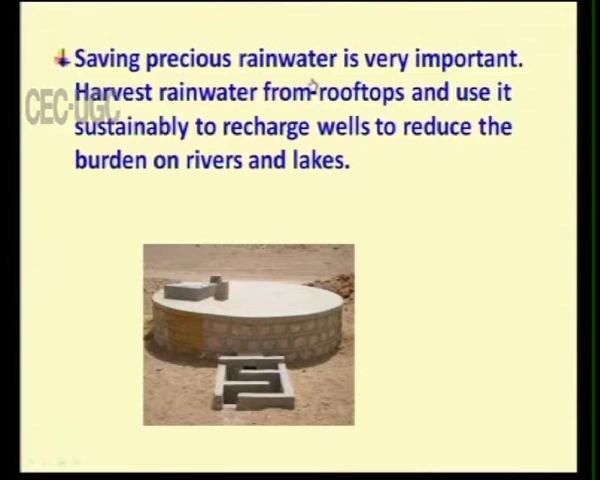 Saving precious rainwater is very important.
Harvest rainwater from rooftops and use it
sustainably to recharge wells to reduce the
burden on rivers and lakes.
CEC-UGC